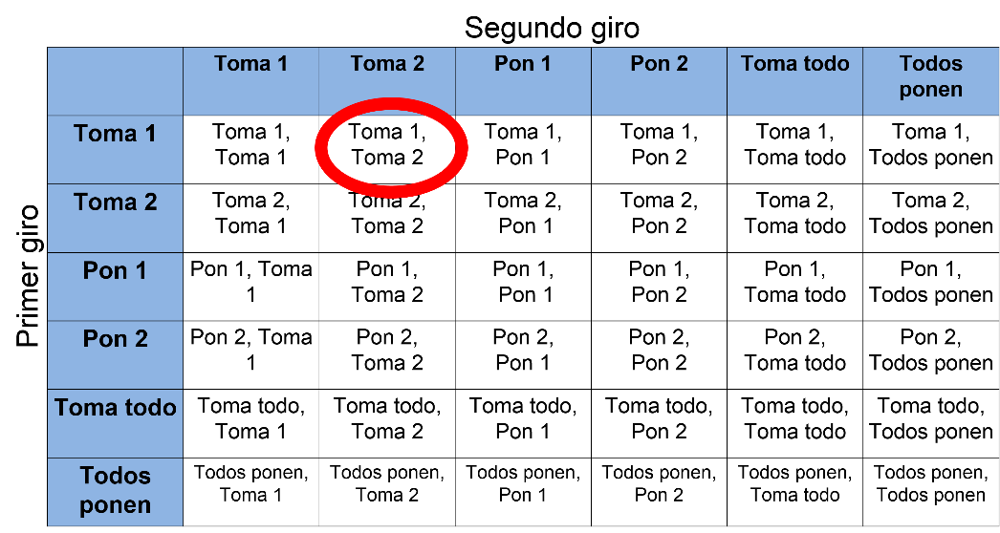 Segundo giro
Primer giro
Toma 1 Toma 2 Pon 1 Pon 2 Toma todo Todos
ponen
Toma 1 Toma 1, Toma 1, Toma 1, Toma 1, Toma 1, Toma 1,
Toma 1 Toma 2 Pon 1 Pon 2 Toma todo Todos ponen
Toma 2 Toma 2, Toma 2, Toma 2, Toma 2, Toma 2, Toma 2,
Toma 1 Toma 2 Pon 1 Pon 2 Toma todo Todos ponen
Pon 1 Pon 1, Toma Pon 1, Pon 1, Pon 1, Pon 1, Pon 1,
1 Toma 2 Pon 1 Pon 2 Toma todo Todos ponen
Pon 2 Pon 2, Toma Pon 2, Pon 2, Pon 2, Pon 2, Pon 2,
1 Toma 2 Pon 1 Pon 2 Toma todo Todos ponen
Toma todo Toma todo, Toma todo, Toma todo, Toma todo, Toma todo, Toma todo,
Toma 1 Toma 2 Pon 1 Pon 2 Toma todo Todos ponen
Todos Todos ponen, Todos ponen, Todos ponen, Todos ponen, Todos ponen, Todos ponen,
ponen Toma 1 Toma 2 Pon 1 Pon 2 Toma todo Todos ponen